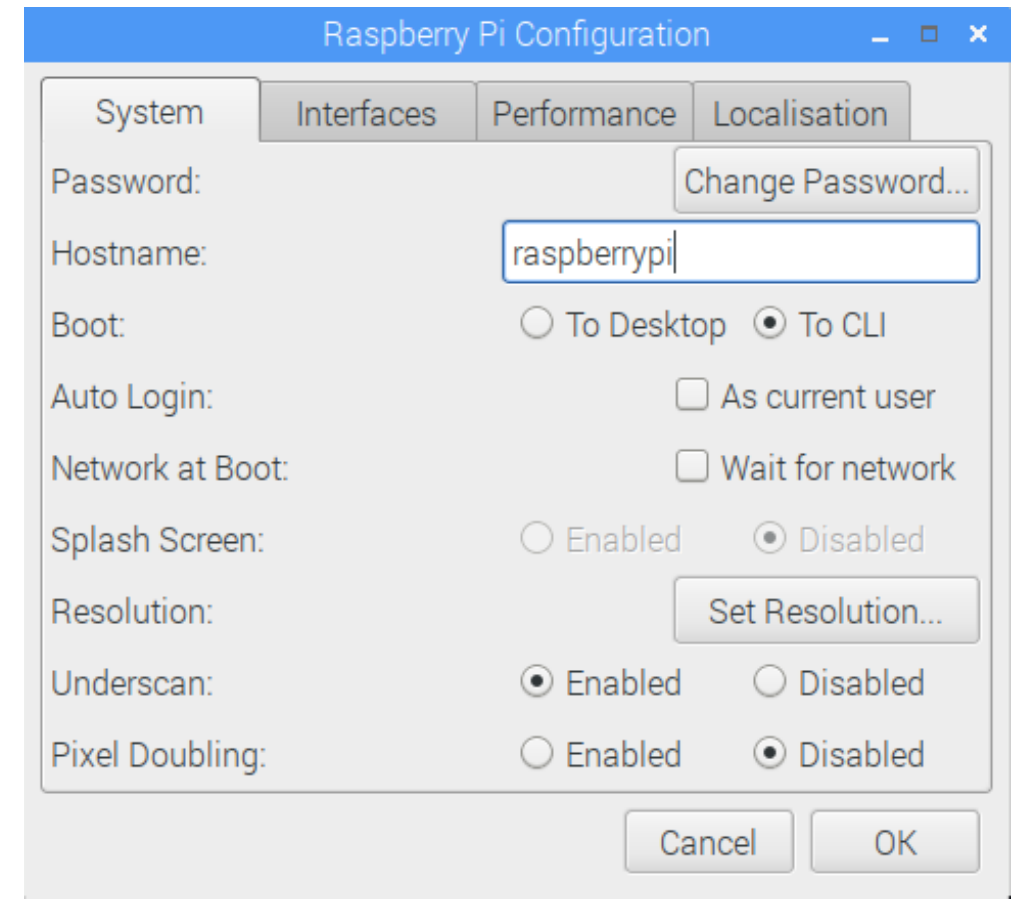 Raspberry Pi Configuration
System Interfaces Performance Localisation
Password: Change Password...
Hostname: raspberrypi
Boot: To Desktop To CLI
Auto Login: As current user
Network at Boot: Wait for network
Splash Screen: Enabled Disabled
Resolution: Set Resolution...
Underscan: Enabled Disabled
Pixel Doubling: Enabled Disabled
Cancel OK